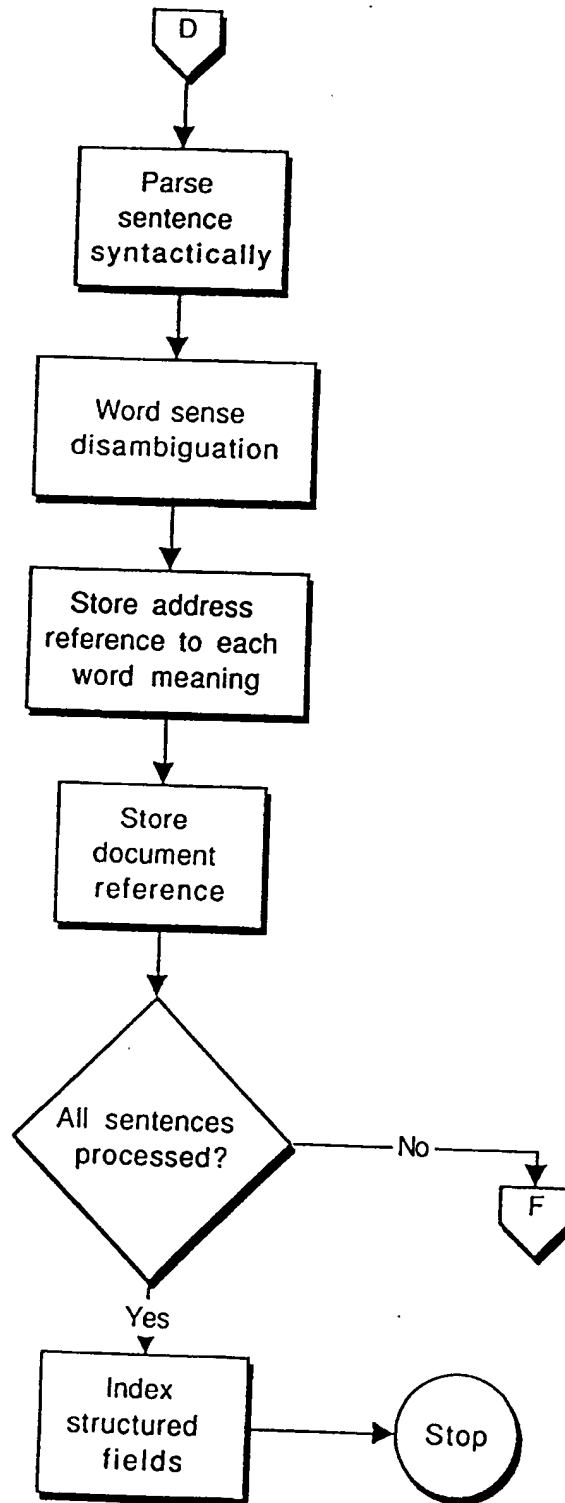 D
Parse
sentence
syntactically
Word sense
disambiguation
Store address
reference to each
word meaning
Store
document
reference
All sentences
processed?
No
F
Yes
Index
structured
fields
Stop